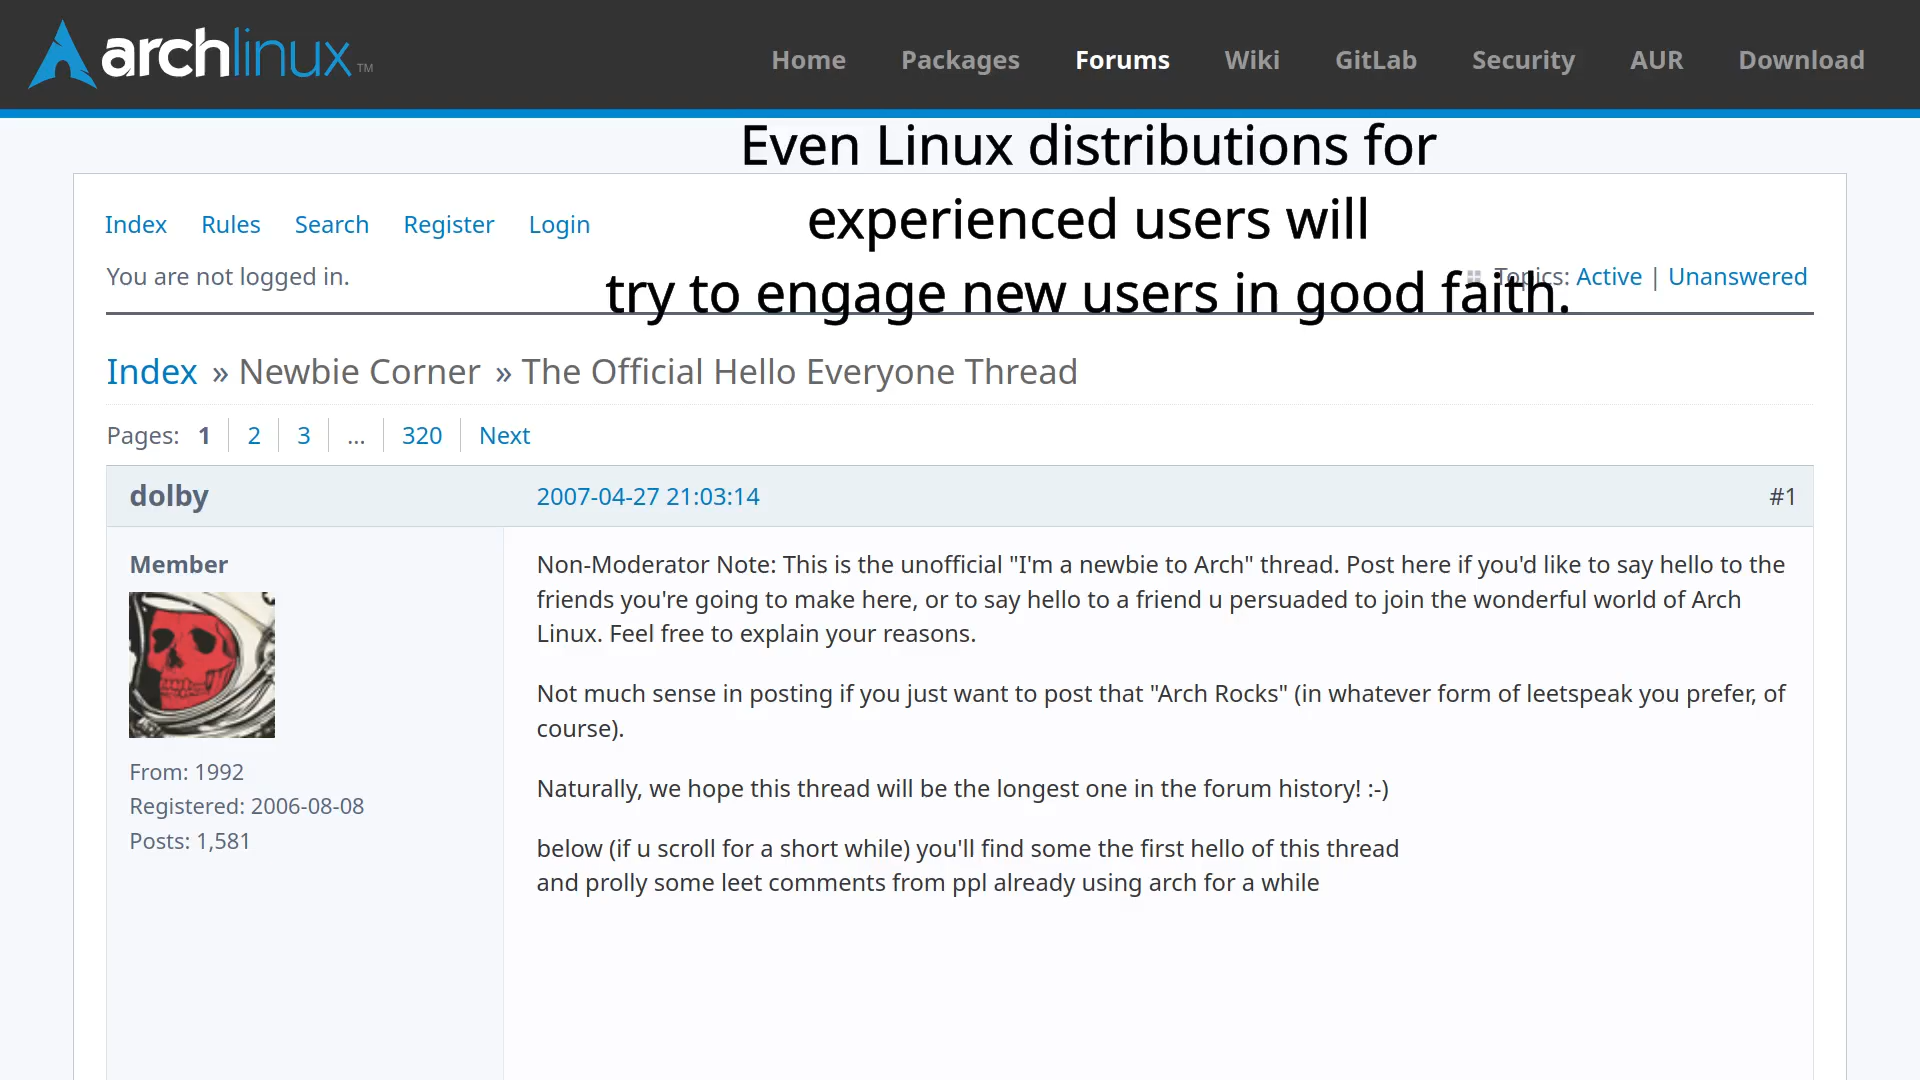 archlinux™
Home Packages Forums Wiki GitLab Security AUR Download
Even Linux distributions for
experienced users will
try to engage new users in good faith.
Index Rules Search Register Login
You are not logged in.
Topics: Active | Unanswered
Index » Newbie Corner » The Official Hello Everyone Thread
Pages: 1 2 3 … 320 Next
dolby 2007-04-27 21:03:14 #1
Member
From: 1992
Registered: 2006-08-08
Posts: 1,581
Non-Moderator Note: This is the unofficial "I'm a newbie to Arch" thread. Post here if you'd like to say hello to the
friends you're going to make here, or to say hello to a friend u persuaded to join the wonderful world of Arch
Linux. Feel free to explain your reasons.
Not much sense in posting if you just want to post that "Arch Rocks" (in whatever form of leetspeak you prefer, of
course).
Naturally, we hope this thread will be the longest one in the forum history! :-)
below (if u scroll for a short while) you'll find some the first hello of this thread
and prolly some leet comments from ppl already using arch for a while